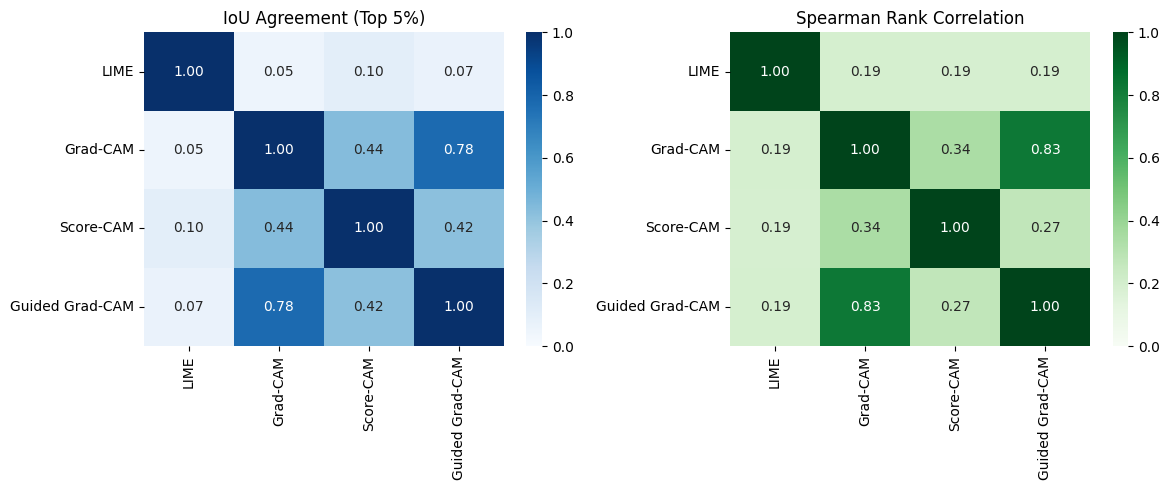 IoU Agreement (Top 5%)
LIME 1.00 0.05 0.10 0.07
Grad-CAM 0.05 1.00 0.44 0.78
Score-CAM 0.10 0.44 1.00 0.42
Guided Grad-CAM 0.07 0.78 0.42 1.00
LIME
Grad-CAM
Score-CAM
Guided Grad-CAM
1.0
0.8
0.6
0.4
0.2
0.0
Spearman Rank Correlation
LIME 1.00 0.19 0.19 0.19
Grad-CAM 0.19 1.00 0.34 0.83
Score-CAM 0.19 0.34 1.00 0.27
Guided Grad-CAM 0.19 0.83 0.27 1.00
LIME
Grad-CAM
Score-CAM
Guided Grad-CAM
1.0
0.8
0.6
0.4
0.2
0.0